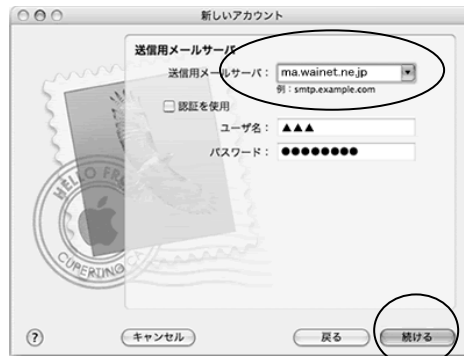 新しいアカウント
送信用メールサーバ
送信用メールサーバ： ma.wainet.ne.jp
例：smtp.example.com
認証を使用
ユーザ名： ▲▲▲
パスワード： ●●●●●●●●
HELLO FR
CUPERTINO
? キャンセル 戻る 続ける